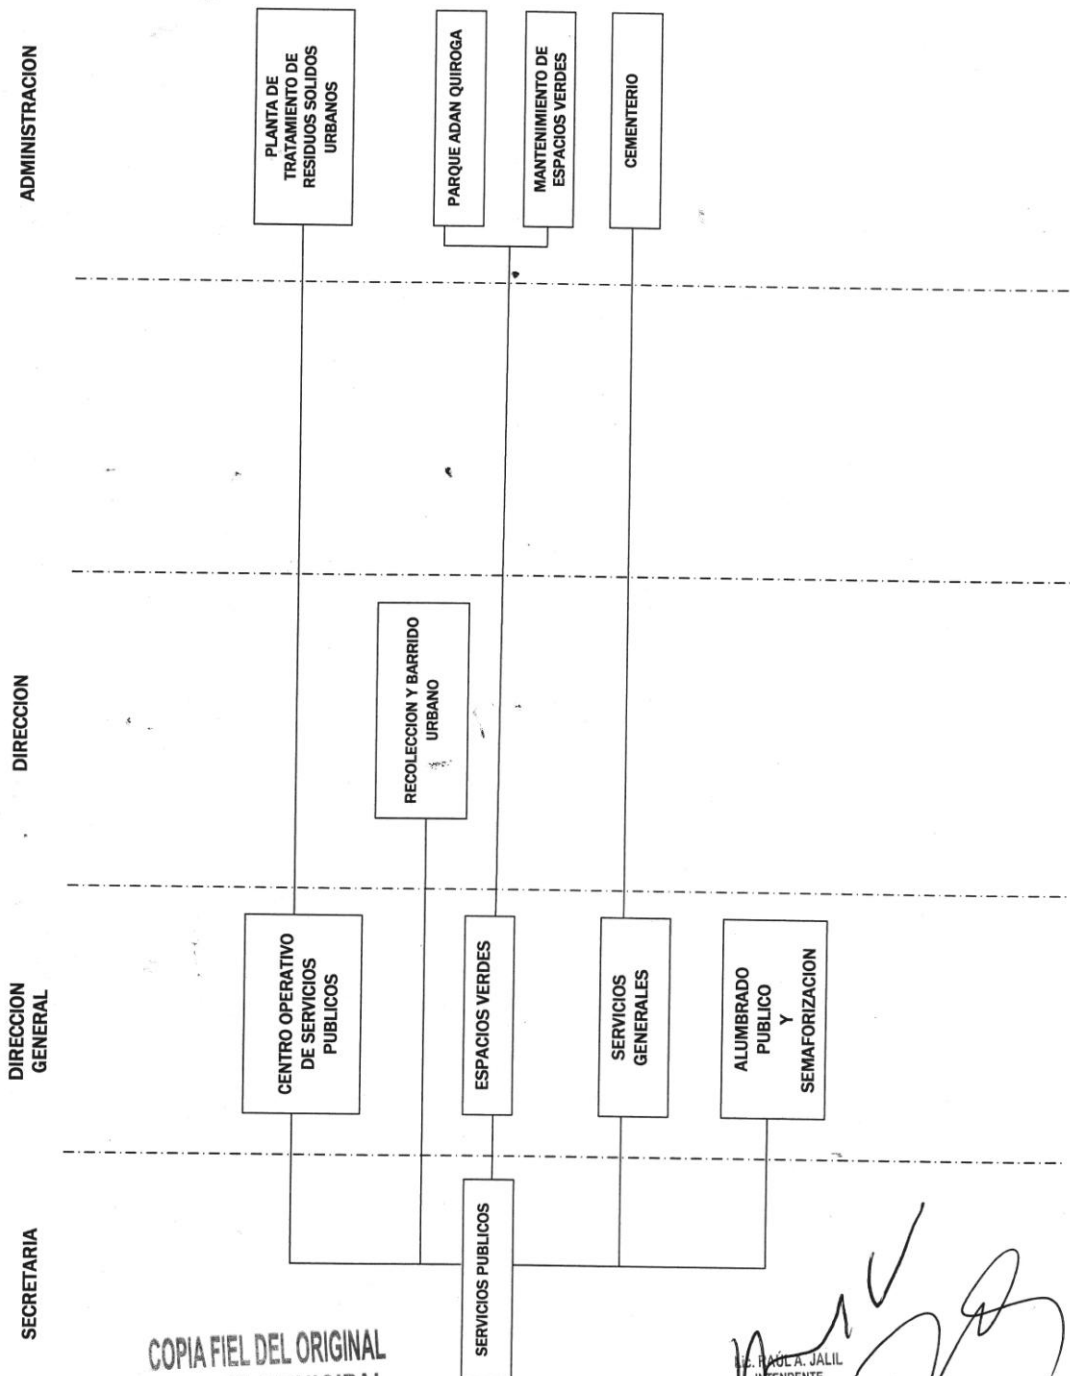 SECRETARIA
DIRECCION
GENERAL
DIRECCION
ADMINISTRACION
SERVICIOS PUBLICOS
CENTRO OPERATIVO
DE SERVICIOS
PUBLICOS
PLANTA DE
TRATAMIENTO DE
RESIDUOS SOLIDOS
URBANOS
RECOLECCION Y BARRIDO
URBANO
ESPACIOS VERDES
PARQUE ADAN QUIROGA
MANTENIMIENTO DE
ESPACIOS VERDES
SERVICIOS
GENERALES
CEMENTERIO
ALUMBRADO
PUBLICO
Y
SEMAFORIZACION
COPIA FIEL DEL ORIGINAL
Lic. RAÚL A. JALIL
INTENDENTE